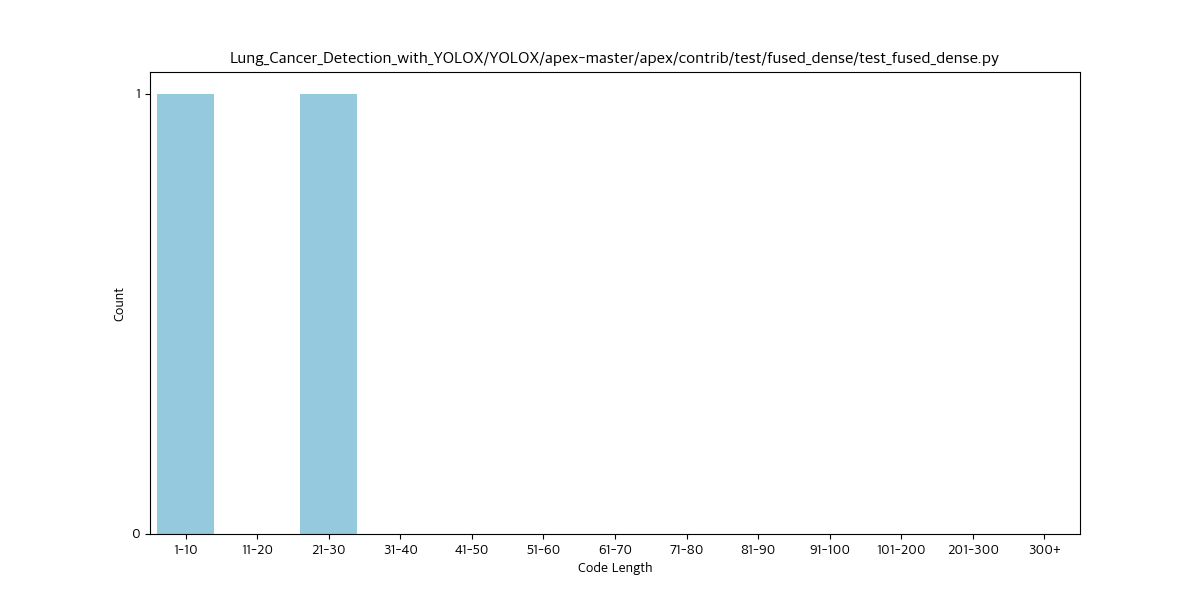 Lung_Cancer_Detection_with_YOLOX/YOLOX/apex-master/apex/contrib/test/fused_dense/test_fused_dense.py
1
Count
0
1-10 11-20 21-30 31-40 41-50 51-60 61-70 71-80 81-90 91-100 101-200 201-300 300+
Code Length